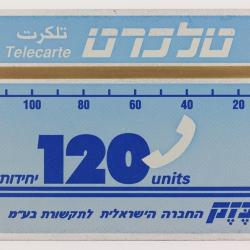 تلكرت
Telecarte טלכרט
100 80 60 40 20
יחידות 120 units
בזק החברה הישראלית לתקשורת בע"מ